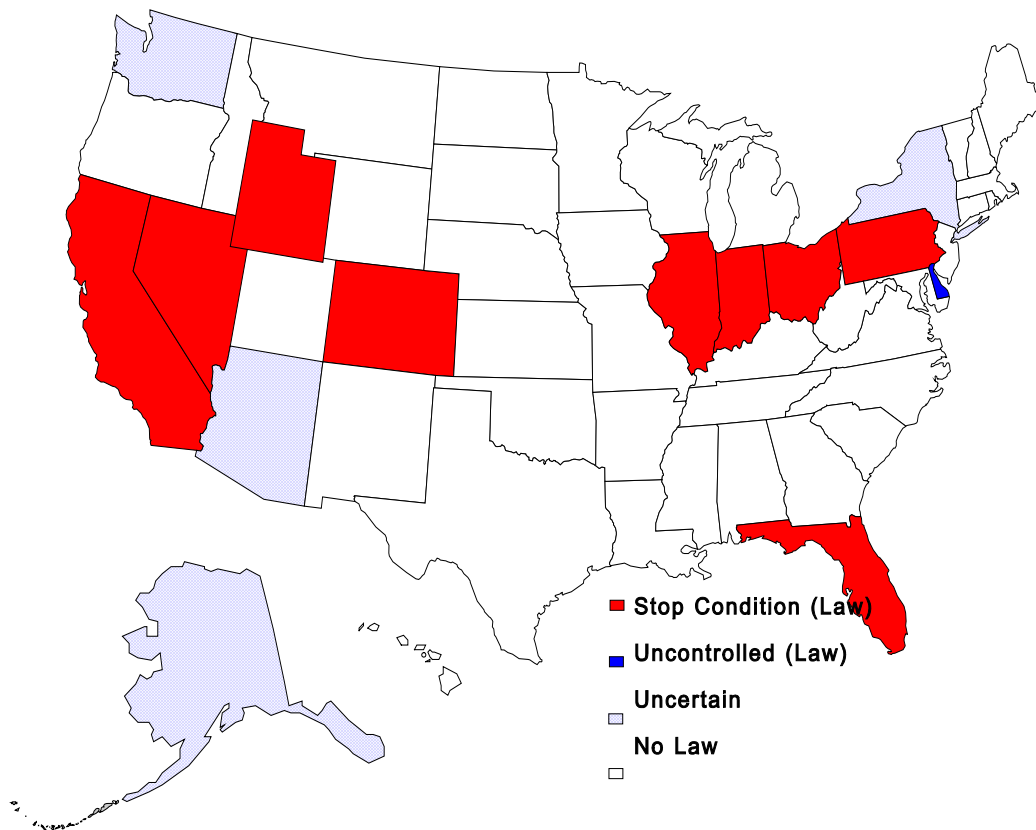 Stop Condition (Law)
Uncontrolled (Law)
Uncertain
No Law